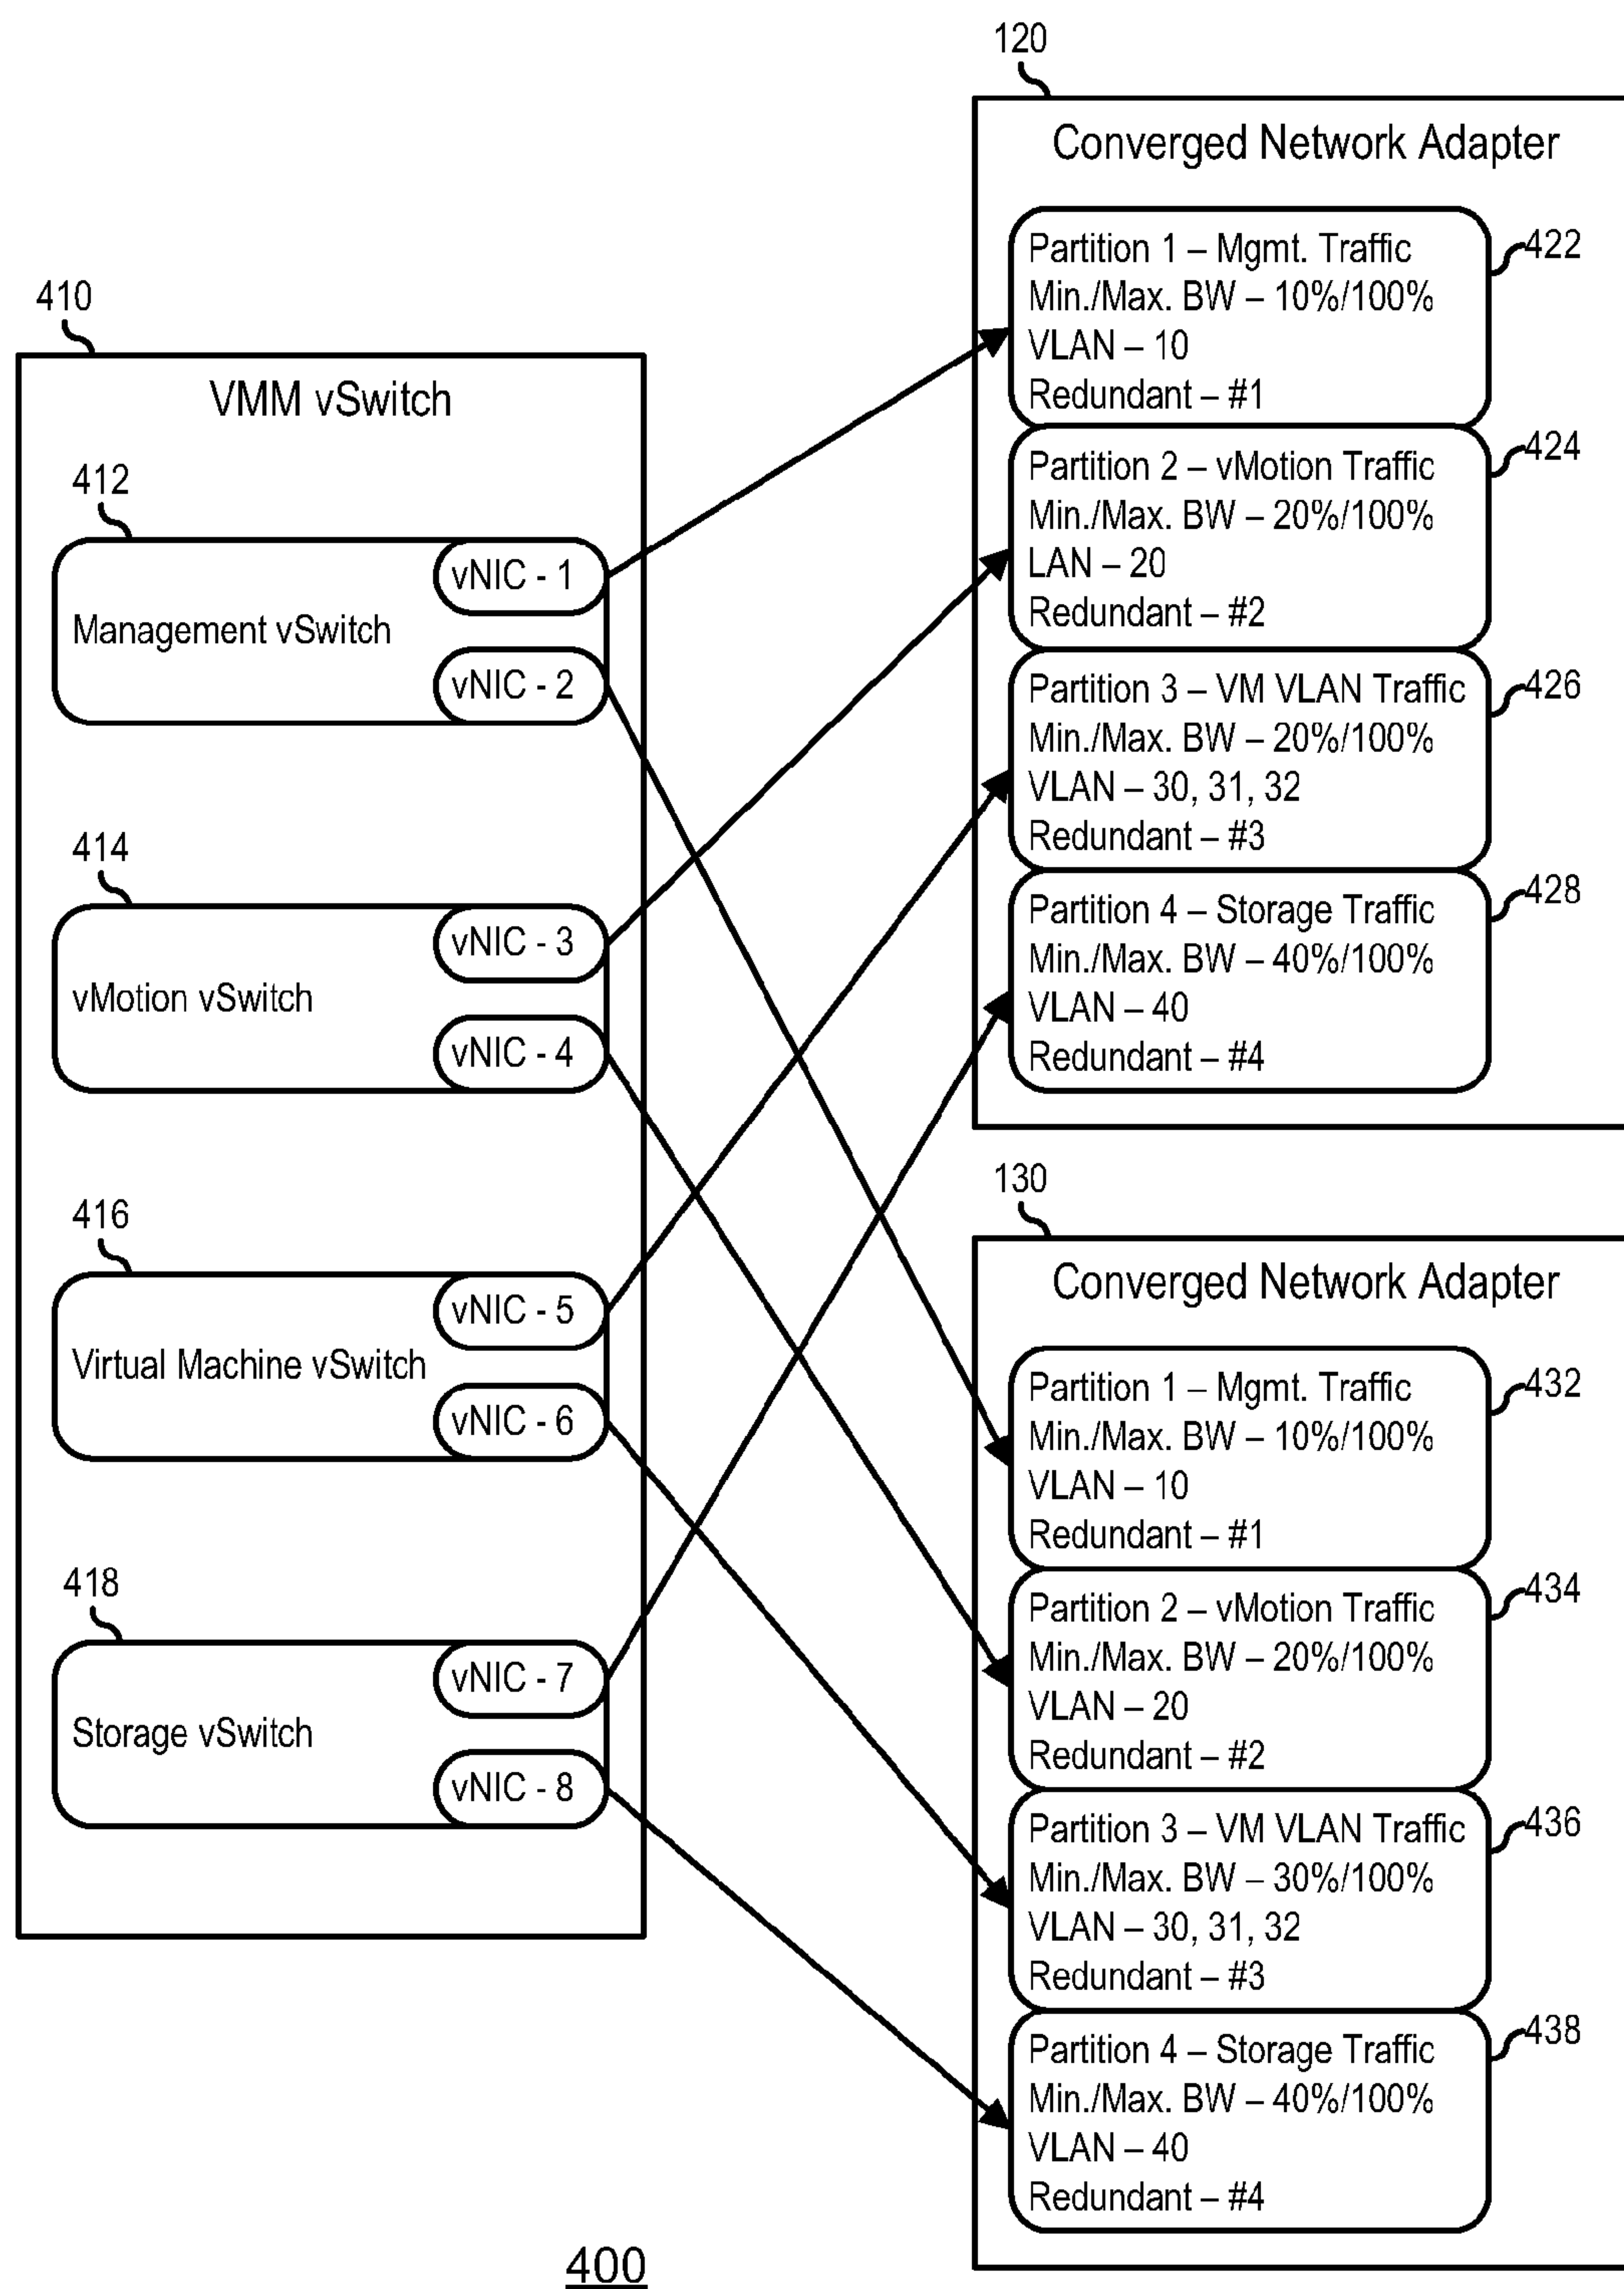 410
VMM vSwitch
412
vNIC - 1
Management vSwitch
vNIC - 2
414
vNIC - 3
vMotion vSwitch
vNIC - 4
416
vNIC - 5
Virtual Machine vSwitch
vNIC - 6
418
vNIC - 7
Storage vSwitch
vNIC - 8
120
Converged Network Adapter
Partition 1 – Mgmt. Traffic
Min./Max. BW – 10%/100%
VLAN – 10
Redundant – #1
422
Partition 2 – vMotion Traffic
Min./Max. BW – 20%/100%
LAN – 20
Redundant – #2
424
Partition 3 – VM VLAN Traffic
Min./Max. BW – 20%/100%
VLAN – 30, 31, 32
Redundant – #3
426
Partition 4 – Storage Traffic
Min./Max. BW – 40%/100%
VLAN – 40
Redundant – #4
428
130
Converged Network Adapter
Partition 1 – Mgmt. Traffic
Min./Max. BW – 10%/100%
VLAN – 10
Redundant – #1
432
Partition 2 – vMotion Traffic
Min./Max. BW – 20%/100%
VLAN – 20
Redundant – #2
434
Partition 3 – VM VLAN Traffic
Min./Max. BW – 30%/100%
VLAN – 30, 31, 32
Redundant – #3
436
Partition 4 – Storage Traffic
Min./Max. BW – 40%/100%
VLAN – 40
Redundant – #4
438
400